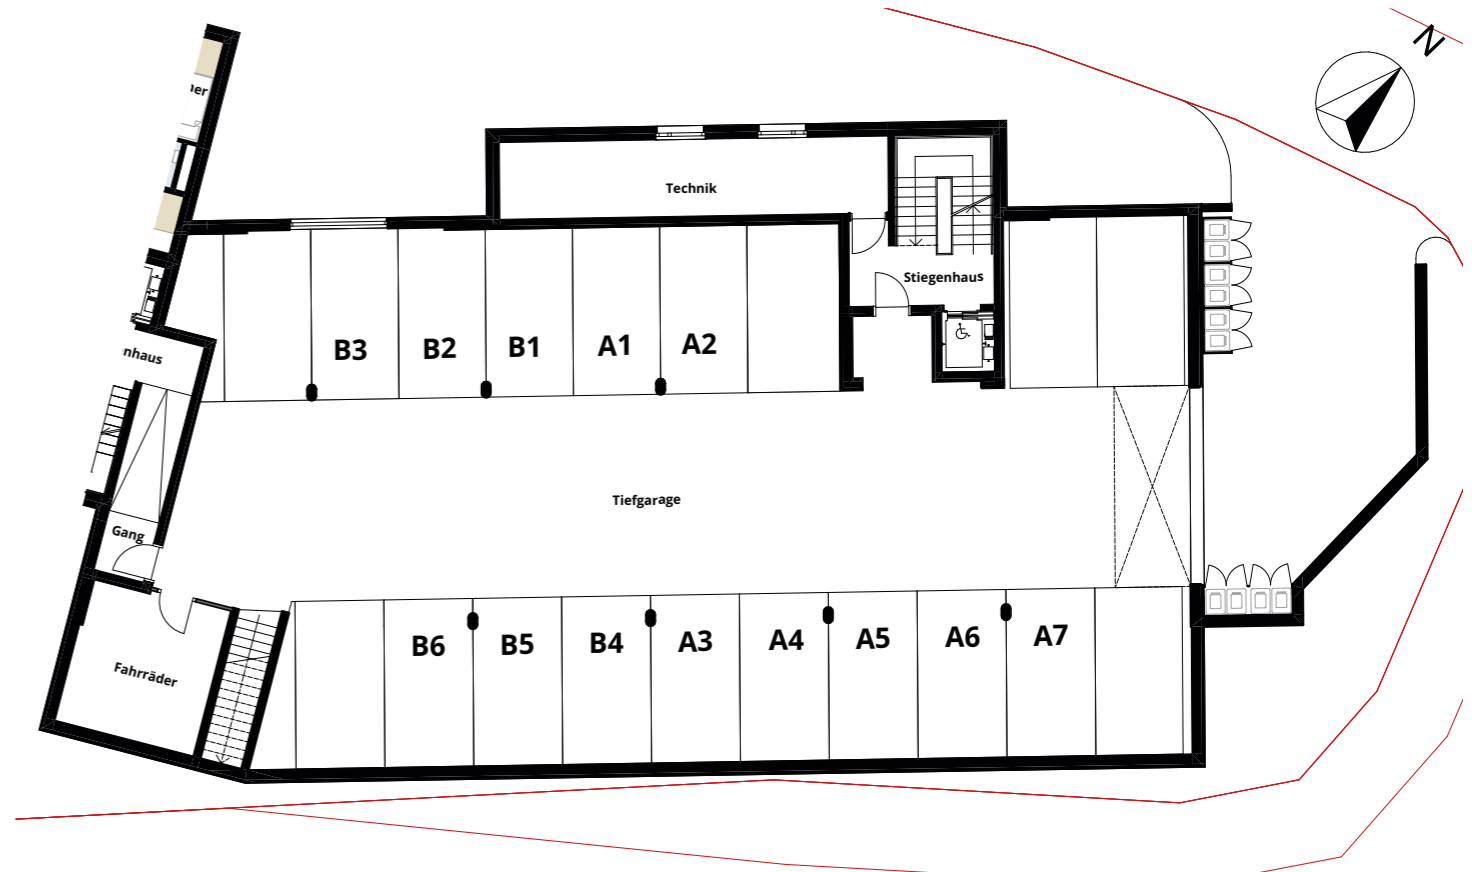 N
ner
Technik
Stiegenhaus
nhaus
B3 B2 B1 A1 A2
Tiefgarage
Gang
B6 B5 B4 A3 A4 A5 A6 A7
Fahrräder